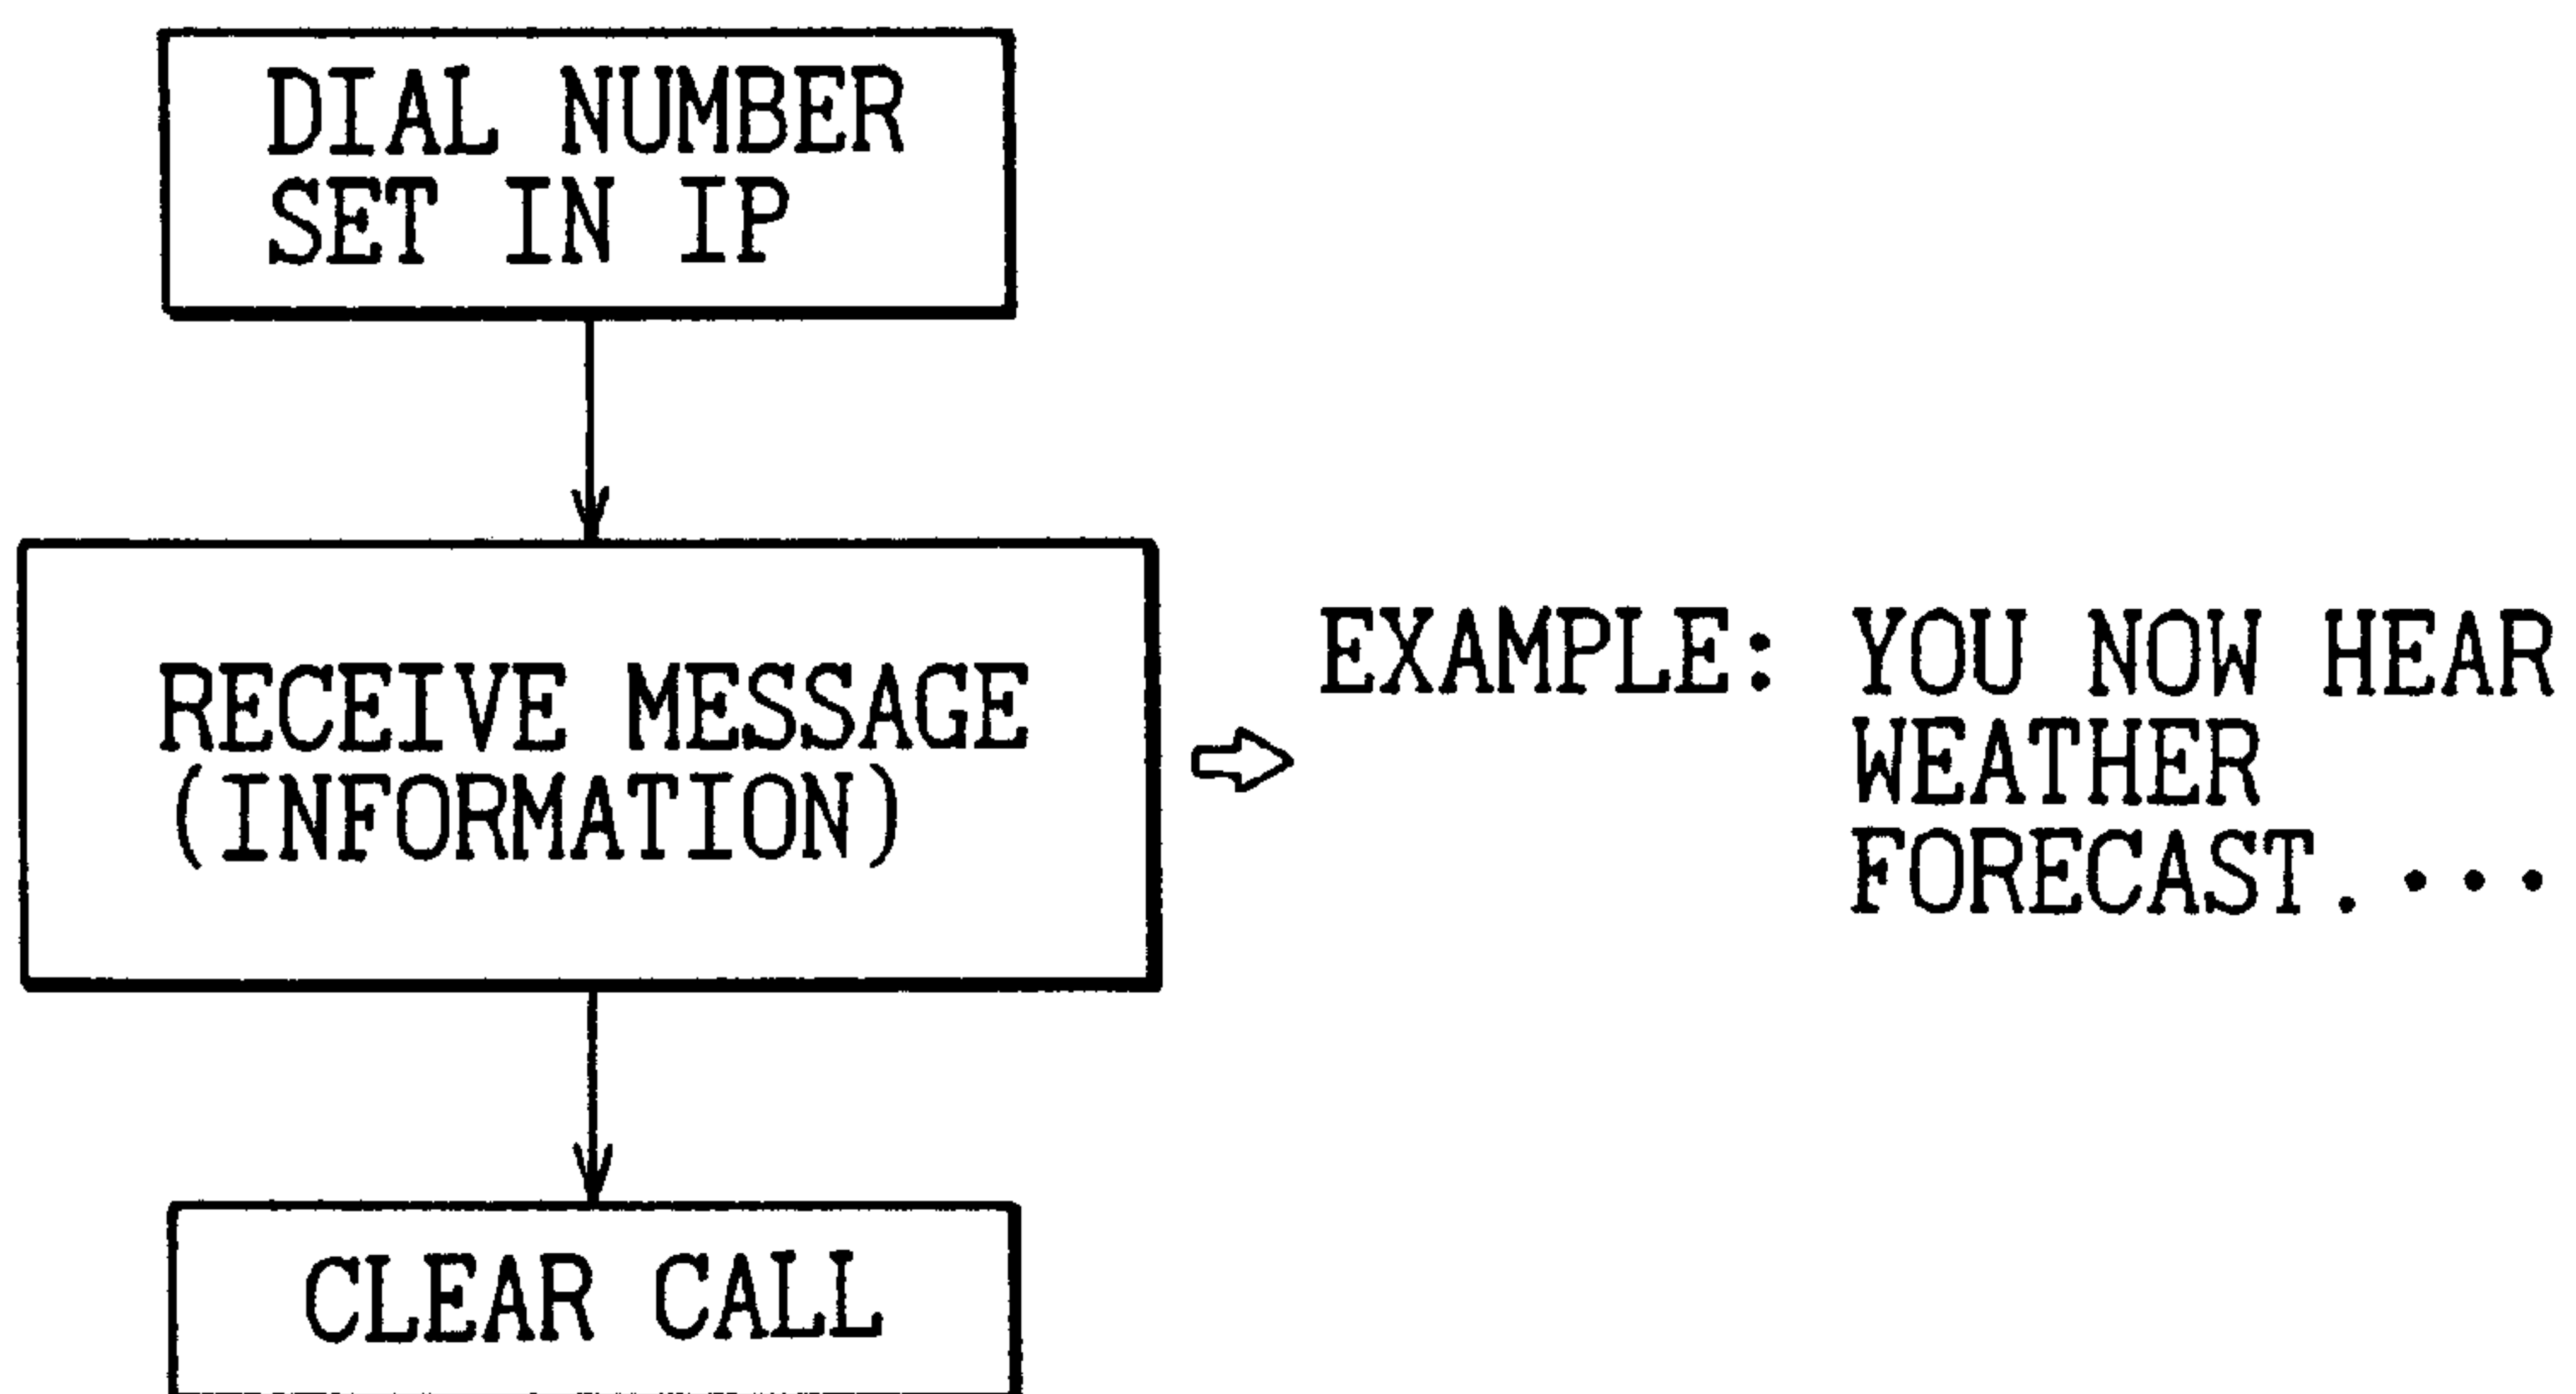 DIAL NUMBER
SET IN IP
RECEIVE MESSAGE
(INFORMATION)
EXAMPLE: YOU NOW HEAR
WEATHER
FORECAST. ···
CLEAR CALL